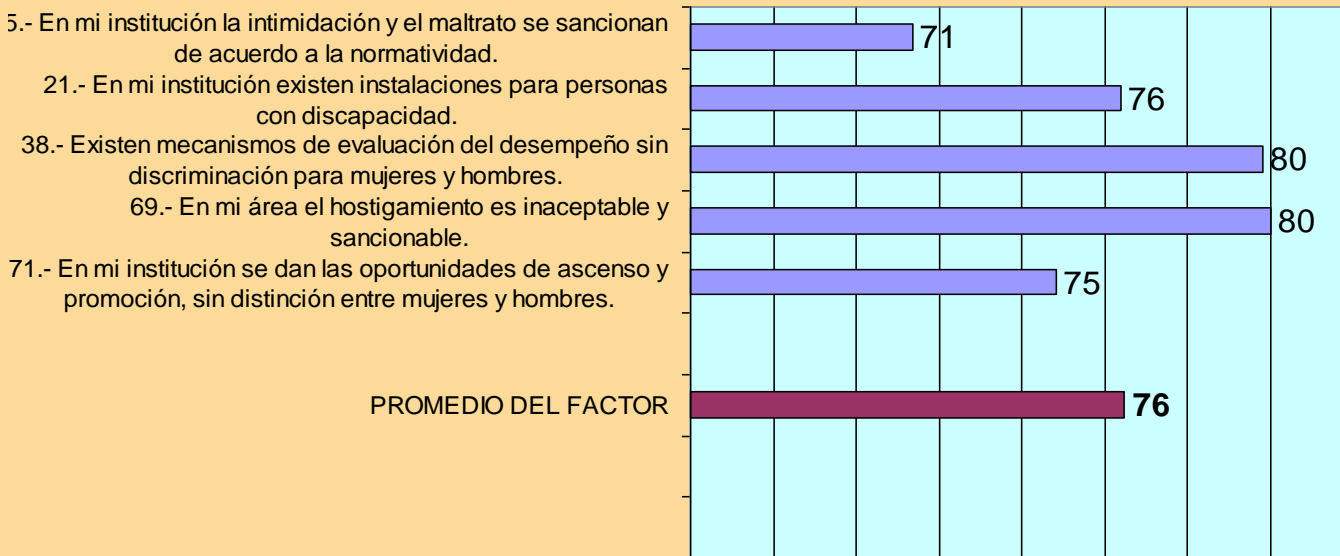 5.- En mi institución la intimidación y el maltrato se sancionan
de acuerdo a la normatividad.
71
21.- En mi institución existen instalaciones para personas
con discapacidad.
76
38.- Existen mecanismos de evaluación del desempeño sin
discriminación para mujeres y hombres.
80
69.- En mi área el hostigamiento es inaceptable y
sancionable.
80
71.- En mi institución se dan las oportunidades de ascenso y
promoción, sin distinción entre mujeres y hombres.
75
PROMEDIO DEL FACTOR
76